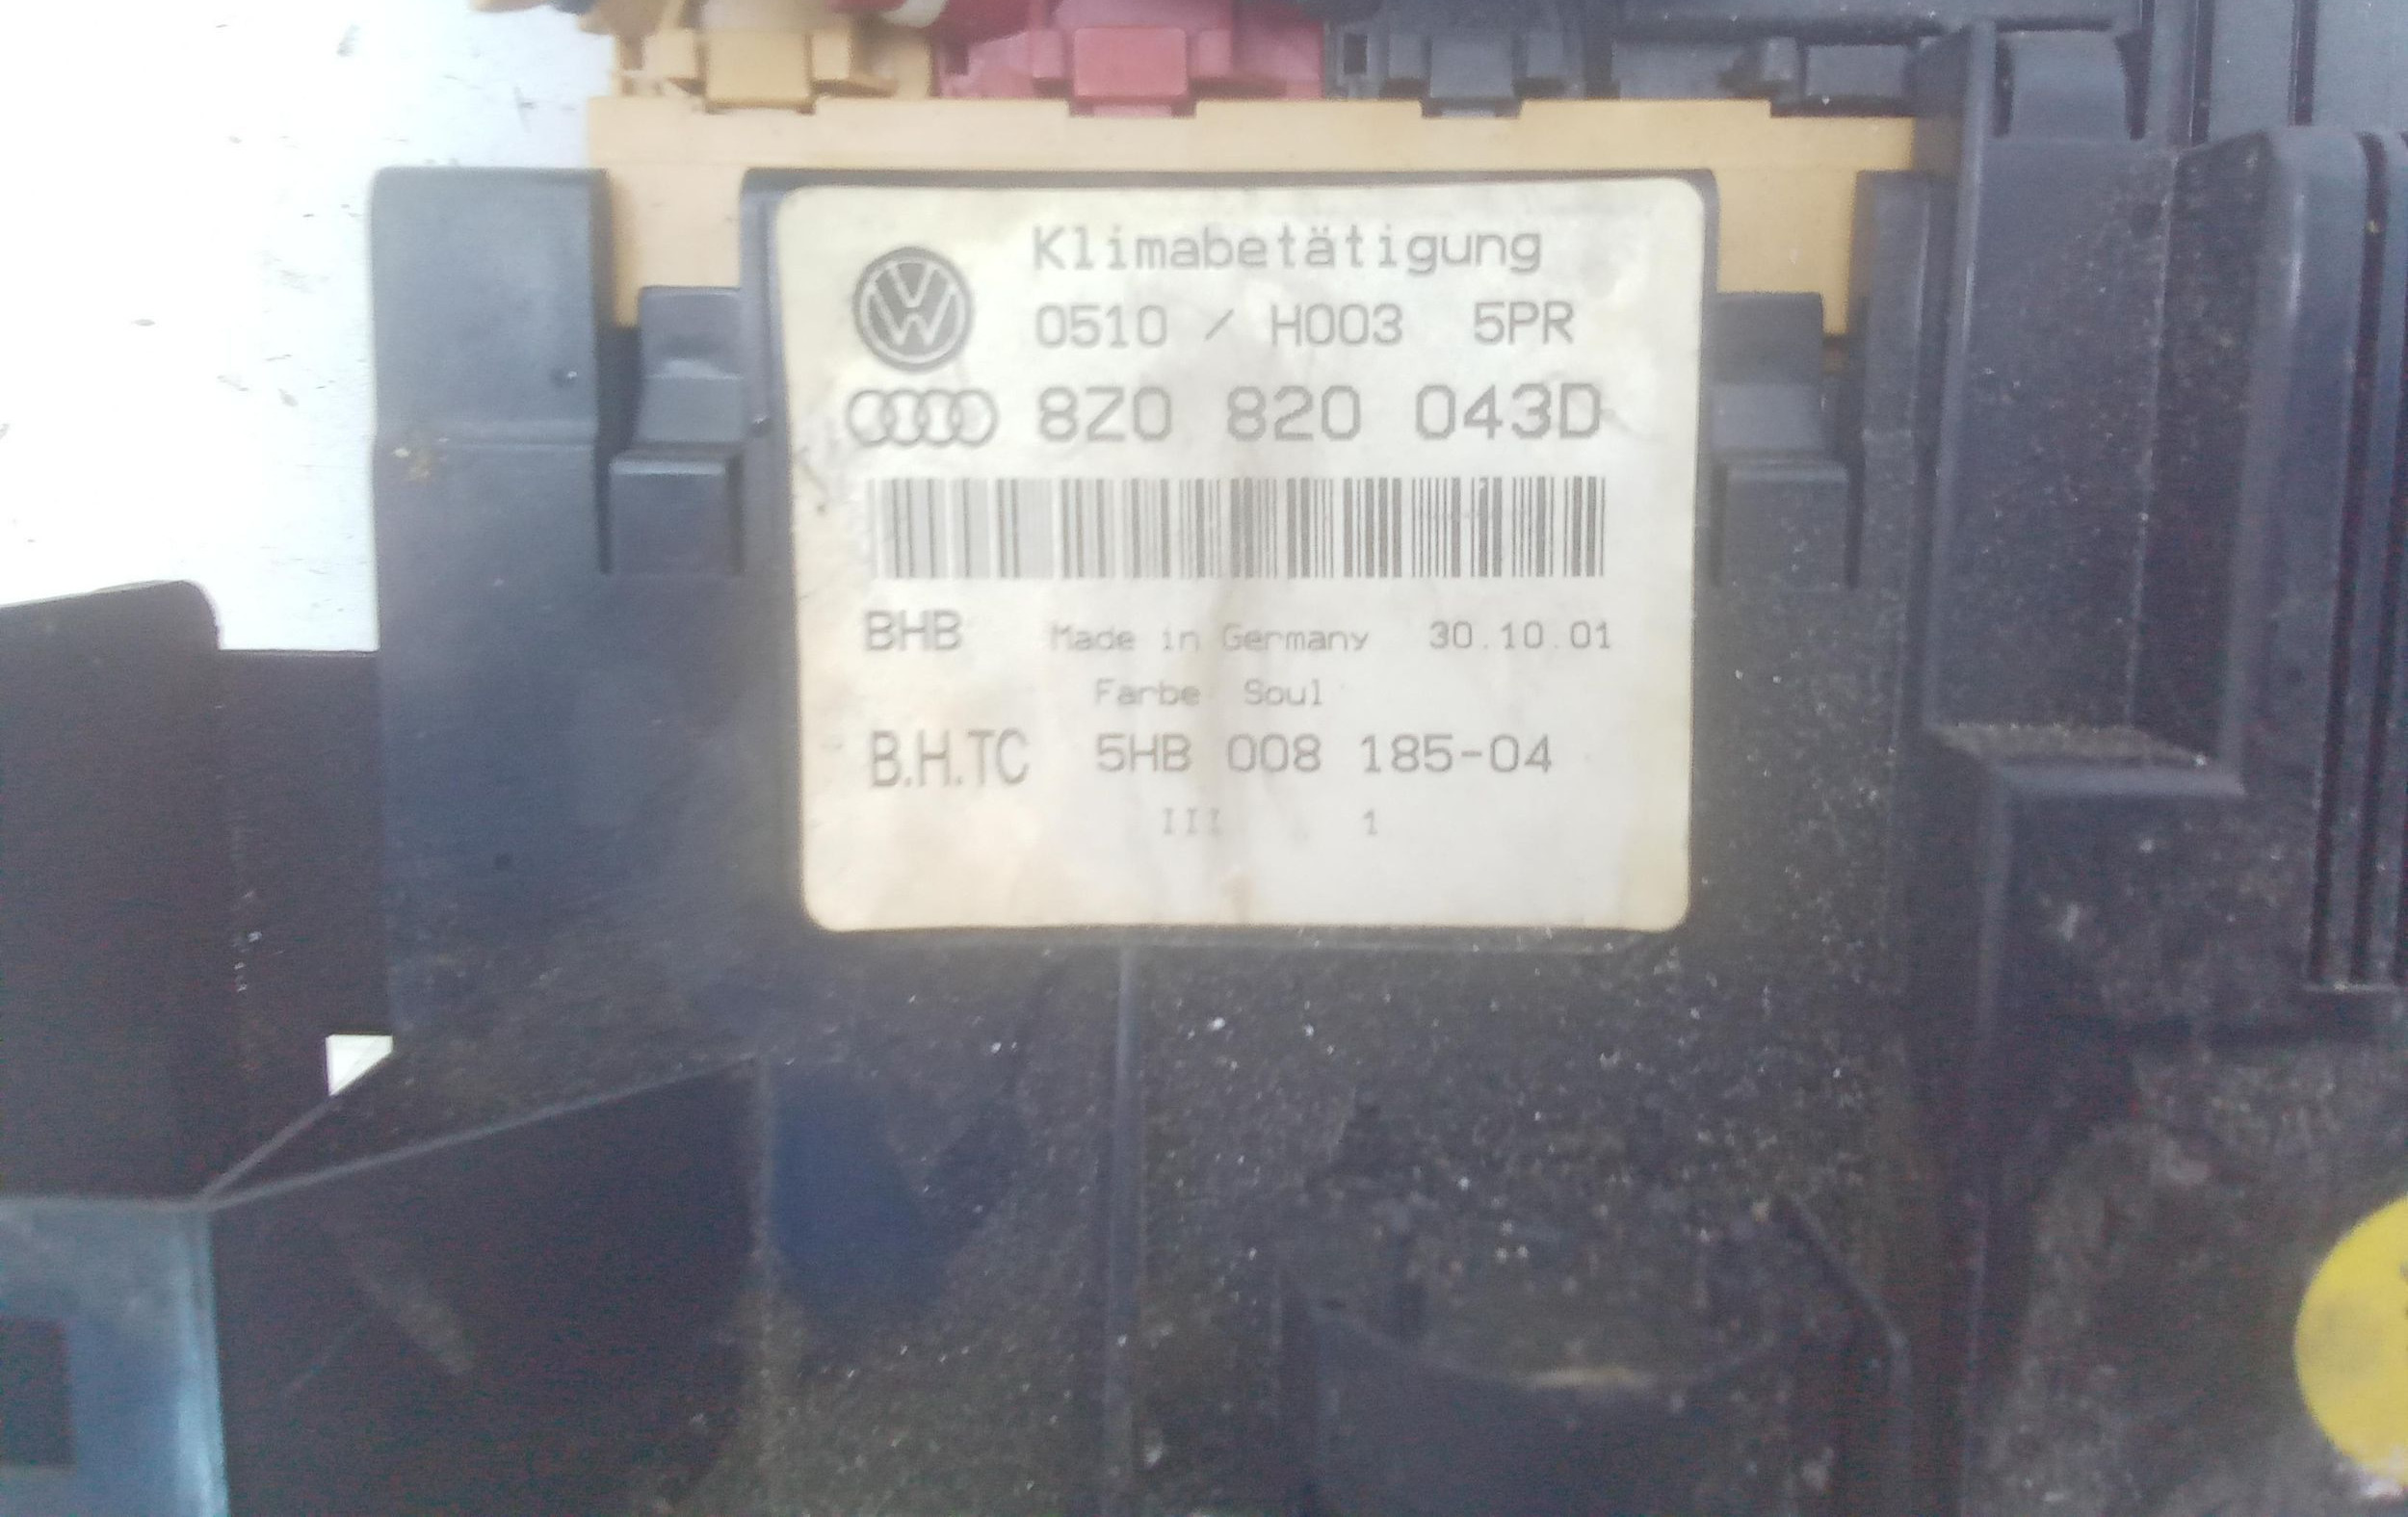 Klimabetätigung
0510 / H003 5PR
8Z0 820 043D
BHB Made in Germany 30.10.01
Farbe Soul
B.H.TC 5HB 008 185-04
III 1